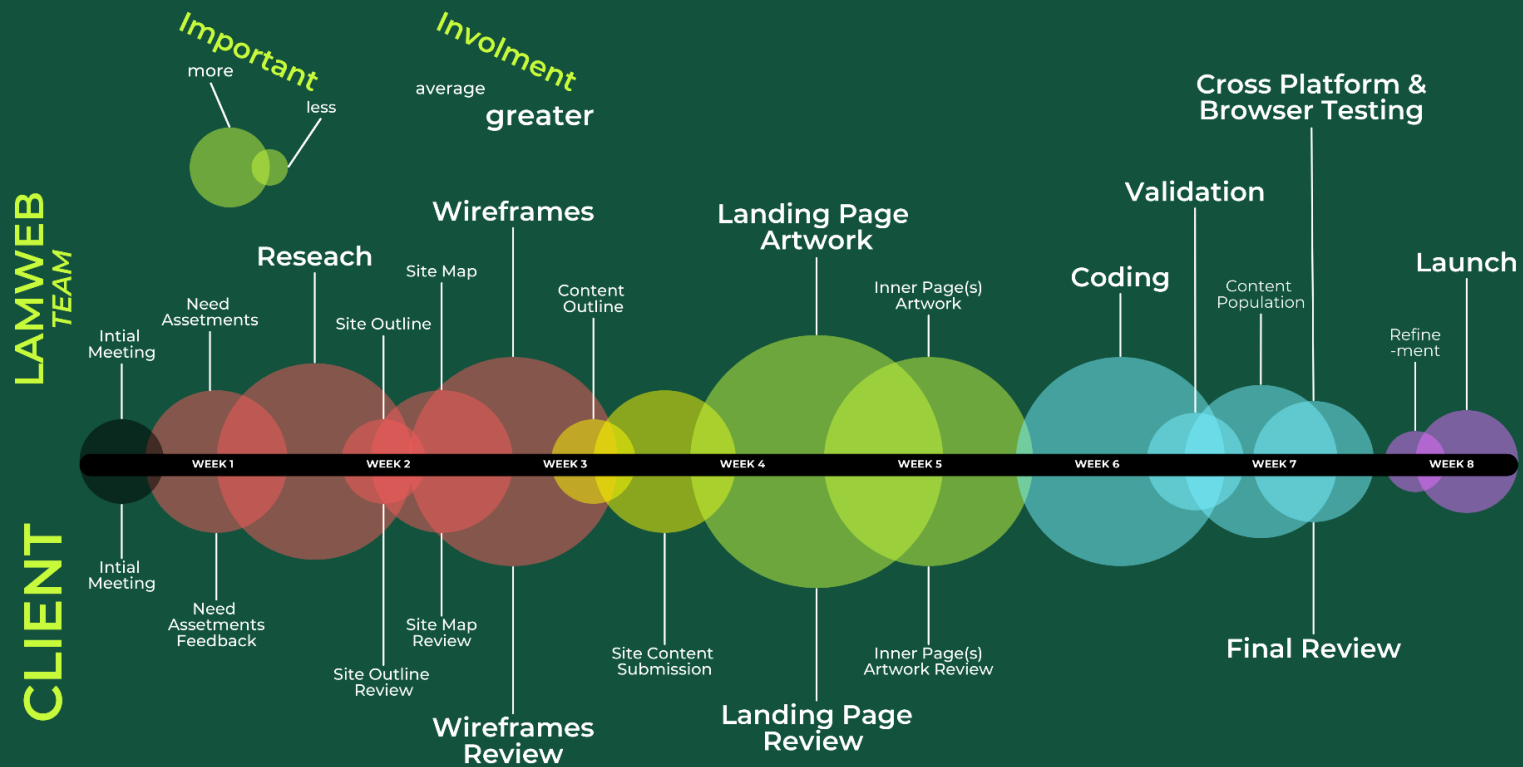 Important
more
less
Involment
average
greater
LAMWEB
TEAM
Intial
Meeting
Need
Assetments
Reseach
Site Outline
Site Map
Wireframes
Content
Outline
Landing Page
Artwork
Inner Page(s)
Artwork
Coding
Validation
Content
Population
Cross Platform &
Browser Testing
Refine
-ment
Launch
WEEK 1
WEEK 2
WEEK 3
WEEK 4
WEEK 5
WEEK 6
WEEK 7
WEEK 8
CLIENT
Intial
Meeting
Need
Assetments
Feedback
Site Outline
Review
Site Map
Review
Wireframes
Review
Site Content
Submission
Landing Page
Review
Inner Page(s)
Artwork Review
Final Review